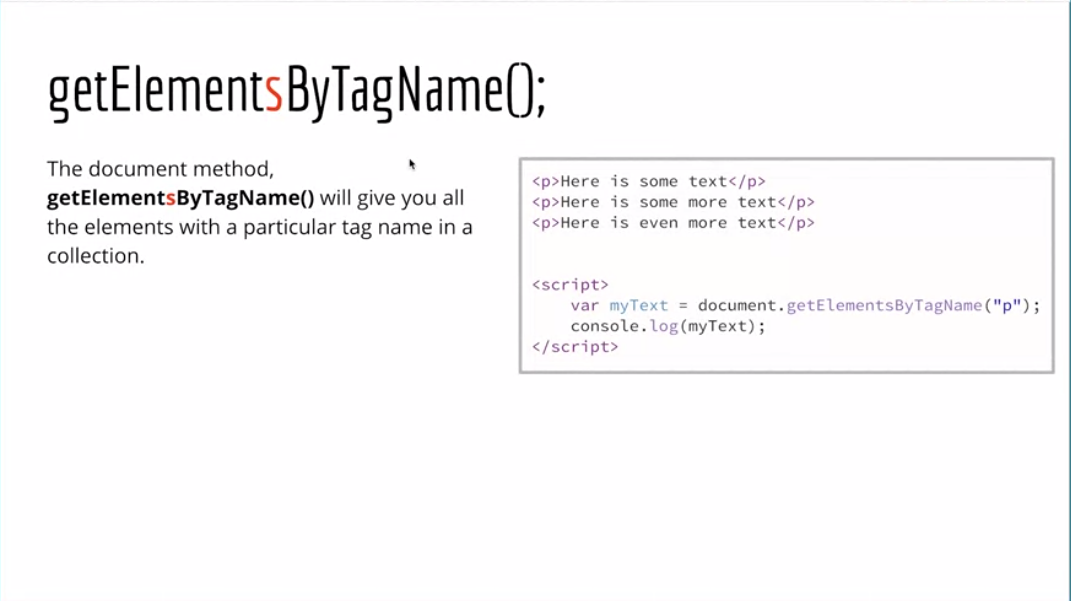 getElementsByTagName();
The document method,
getElementsByTagName() will give you all
the elements with a particular tag name in a
collection.
<p>Here is some text</p>
<p>Here is some more text</p>
<p>Here is even more text</p>
<script>
    var myText = document.getElementsByTagName("p");
    console.log(myText);
</script>